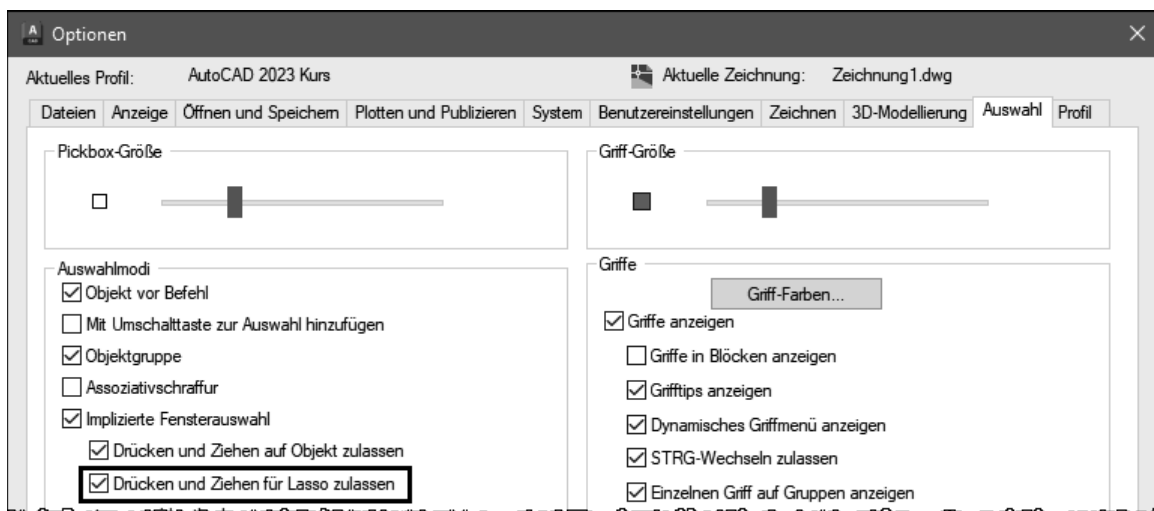 A CAD Optionen
Aktuelles Profil: AutoCAD 2023 Kurs Aktuelle Zeichnung: Zeichnung1.dwg
Dateien Anzeige Öffnen und Speichern Plotten und Publizieren System Benutzereinstellungen Zeichnen 3D-Modellierung Auswahl Profil
Pickbox-Größe
Auswahlmodi
Objekt vor Befehl
Mit Umschalttaste zur Auswahl hinzufügen
Objektgruppe
Assoziativschraffur
Implizierte Fensterauswahl
Drücken und Ziehen auf Objekt zulassen
Drücken und Ziehen für Lasso zulassen
Griff-Größe
Griffe
Griff-Farben...
Griffe anzeigen
Griffe in Blöcken anzeigen
Grifftips anzeigen
Dynamisches Griffmenü anzeigen
STRG-Wechseln zulassen
Einzelnen Griff auf Gruppen anzeigen